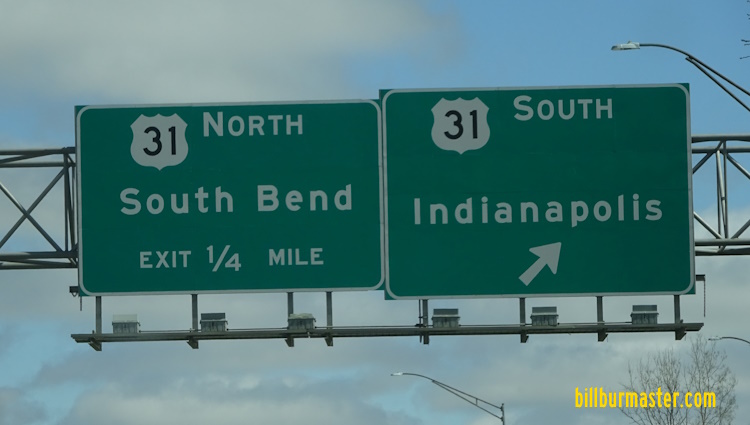 31 NORTH
South Bend
EXIT 1/4 MILE
31 SOUTH
Indianapolis
billburmaster.com